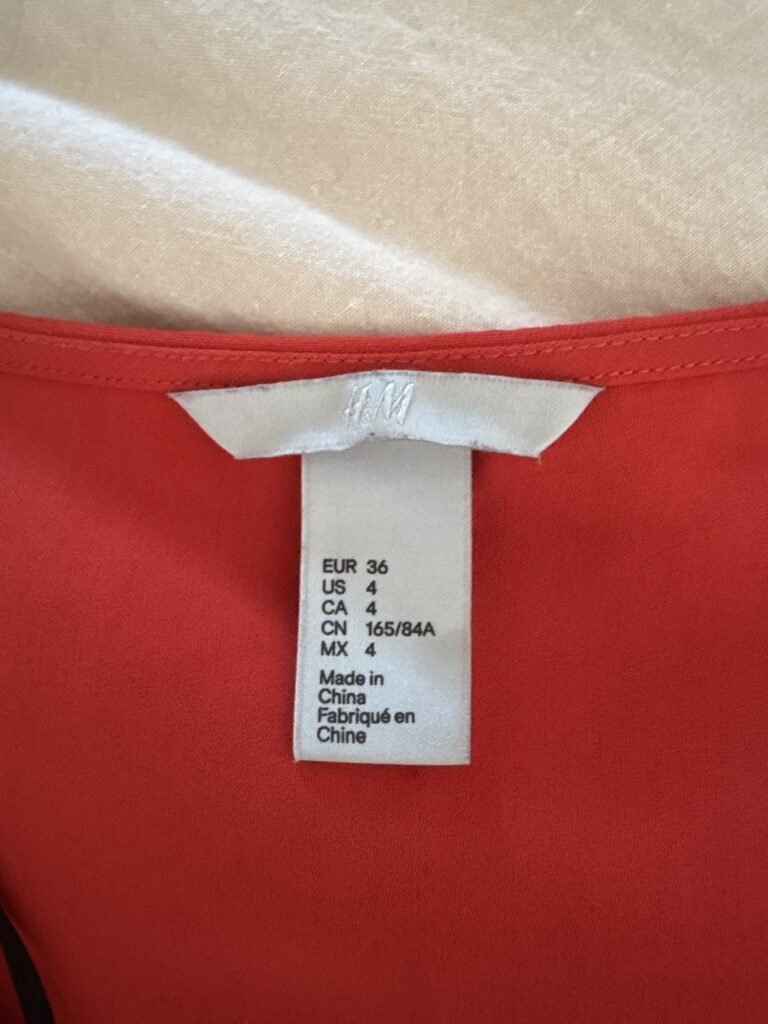 H&M
EUR 36
US 4
CA 4
CN 165/84A
MX 4
Made in
China
Fabriqué en
Chine